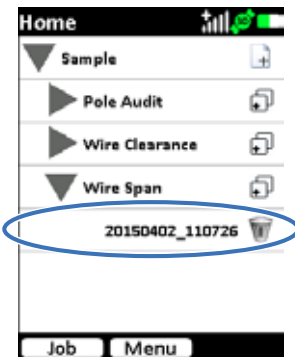 Home
Sample
Pole Audit
Wire Clearance
Wire Span
20150402_110726
Job Menu